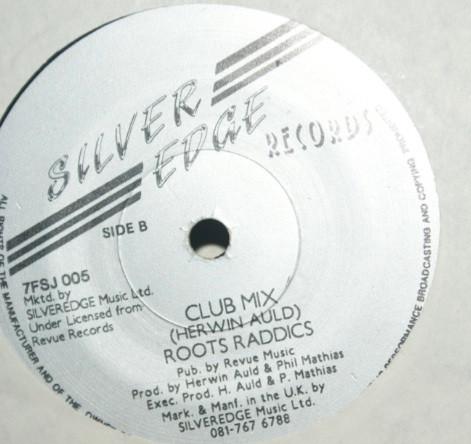 SILVER
EDGE
RECORDS
SIDE B
7FSJ 005
Mktd. by
SILVEREDGE Music Ltd.
Under Licensed from
Revue Records
CLUB MIX
(HERWIN AULD)
ROOTS RADDICS
Pub. by Revue Music
Prod. by Herwin Auld & Phil Mathias
Exec. Prod. H. Auld & P. Mathias
Mark. & Manf. in the U.K. by
SILVEREDGE Music Ltd.
081-767 6788
ALL RIGHTS OF THE MANUFACTURER AND OF THE
PERFORMANCE BROADCASTING AND COPYING PROHIBITED